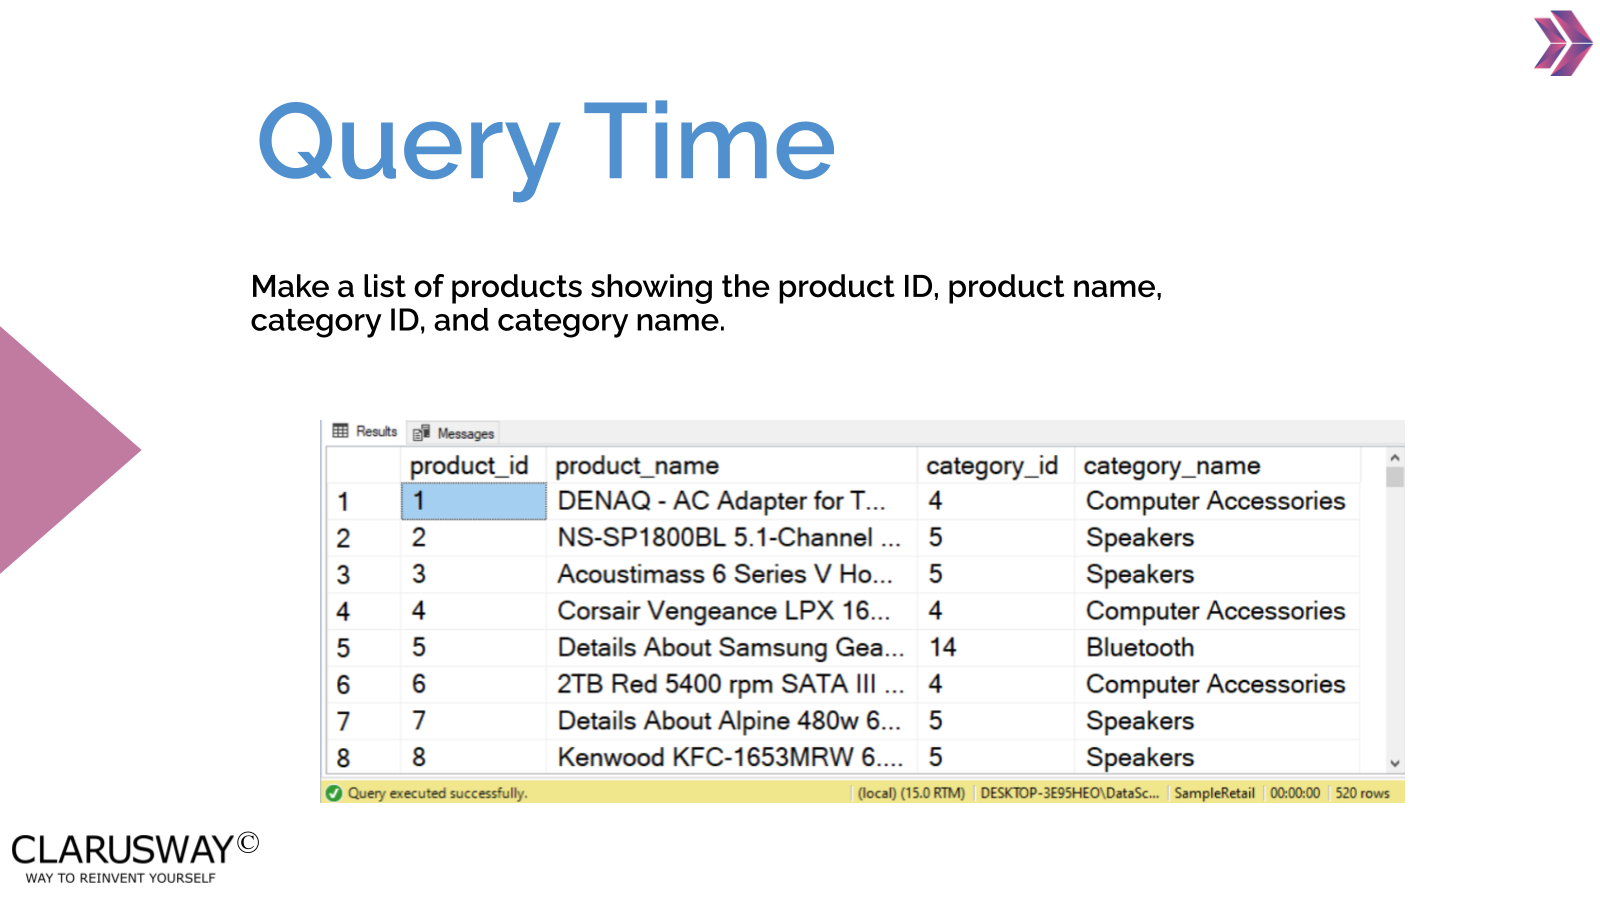 Query Time
Make a list of products showing the product ID, product name,
category ID, and category name.
Results Messages
product_id product_name category_id category_name
1 1 DENAQ - AC Adapter for T... 4 Computer Accessories
2 2 NS-SP1800BL 5.1-Channel ... 5 Speakers
3 3 Acoustimass 6 Series V Ho... 5 Speakers
4 4 Corsair Vengeance LPX 16... 4 Computer Accessories
5 5 Details About Samsung Gea... 14 Bluetooth
6 6 2TB Red 5400 rpm SATA III ... 4 Computer Accessories
7 7 Details About Alpine 480w 6... 5 Speakers
8 8 Kenwood KFC-1653MRW 6.... 5 Speakers
Query executed successfully. (local) (15.0 RTM) DESKTOP-3E95HEO\DataSc... SampleRetail 00:00:00 520 rows
CLARUSWAY©
WAY TO REINVENT YOURSELF